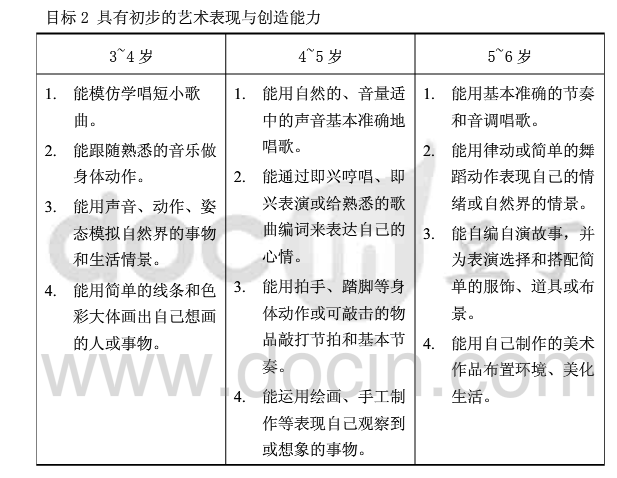 目标 2 具有初步的艺术表现与创造能力
3~4 岁
1. 能模仿学唱短小歌
曲。
2. 能跟随熟悉的音乐做
身体动作。
3. 能用声音、动作、姿
态模拟自然界的事物
和生活情景。
4. 能用简单的线条和色
彩大体画出自己想画
的人或事物。
4~5 岁
1. 能用自然的、音量适
中的声音基本准确地
唱歌。
2. 能通过即兴哼唱、即
兴表演或给熟悉的歌
曲编词来表达自己的
心情。
3. 能用拍手、踏脚等身
体动作或可敲击的物
品敲打节拍和基本节
奏。
4. 能运用绘画、手工制
作等表现自己观察到
或想象的事物。
5~6 岁
1. 能用基本准确的节奏
和音调唱歌。
2. 能用律动或简单的舞
蹈动作表现自己的情
绪或自然界的情景。
3. 能自编自演故事，并
为表演选择和搭配简
单的服饰、道具或布
景。
4. 能用自己制作的美术
作品布置环境、美化
生活。
docin 豆丁
www.docin.com